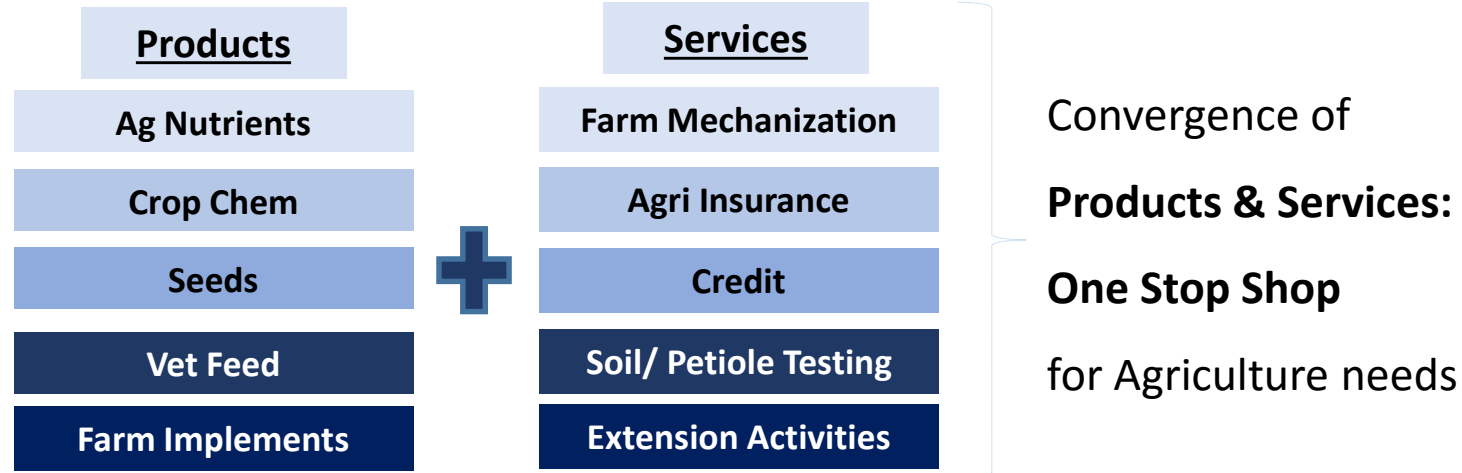 Products
Ag Nutrients
Crop Chem
Seeds
Vet Feed
Farm Implements
Services
Farm Mechanization
Agri Insurance
Credit
Soil/ Petiole Testing
Extension Activities
Convergence of
Products & Services:
One Stop Shop
for Agriculture needs